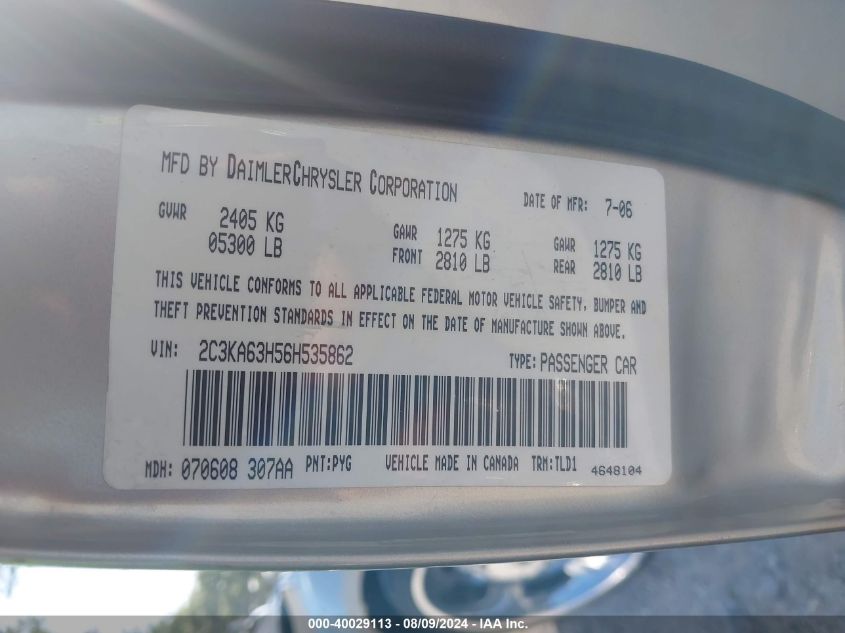 MFD BY DAIMLERCHRYSLER CORPORATION DATE OF MFR: 7-06
GVWR 2405 KG GAWR 1275 KG GAWR 1275 KG
05300 LB FRONT 2810 LB REAR 2810 LB
THIS VEHICLE CONFORMS TO ALL APPLICABLE FEDERAL MOTOR VEHICLE SAFETY, BUMPER AND
THEFT PREVENTION STANDARDS IN EFFECT ON THE DATE OF MANUFACTURE SHOWN ABOVE.
VIN: 2C3KA63H56H535862 TYPE: PASSENGER CAR
MDH: 070608 307AA PNT:PYG VEHICLE MADE IN CANADA TRM:TLD1 4648104
000-40029113 - 08/09/2024 - IAA Inc.